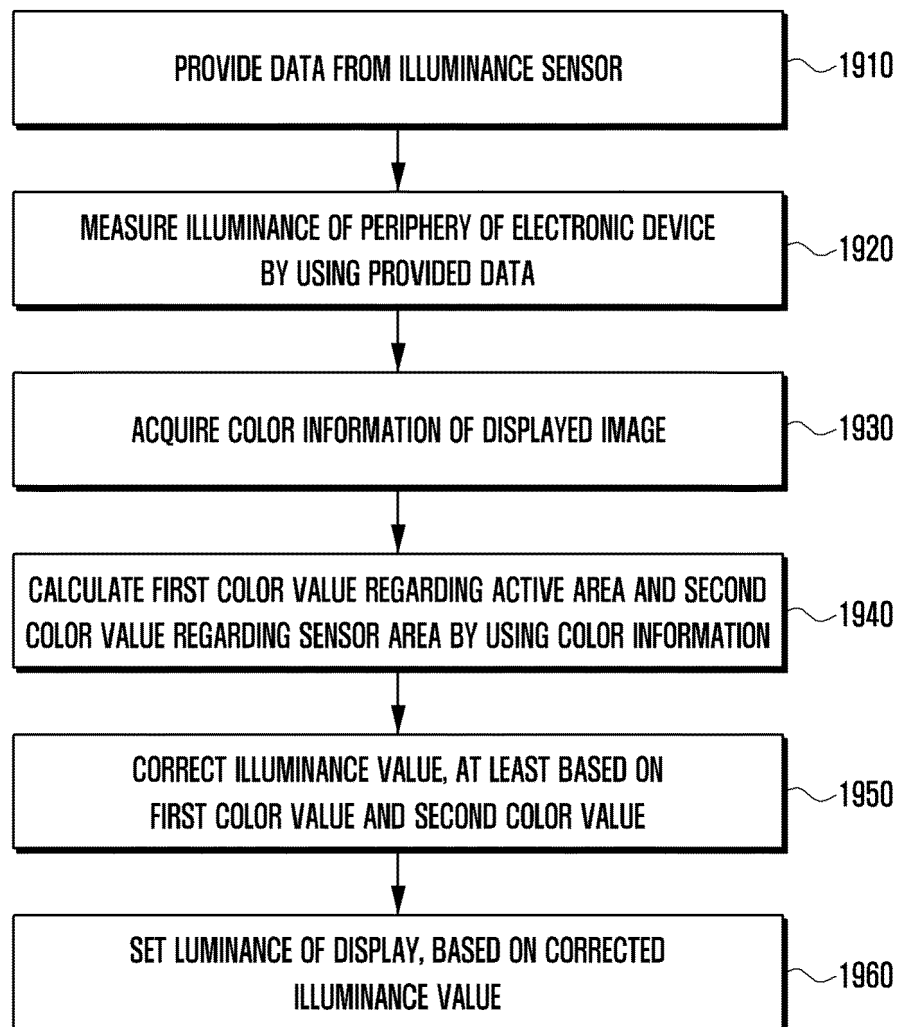 PROVIDE DATA FROM ILLUMINANCE SENSOR
1910
MEASURE ILLUMINANCE OF PERIPHERY OF ELECTRONIC DEVICE
BY USING PROVIDED DATA
1920
ACQUIRE COLOR INFORMATION OF DISPLAYED IMAGE
1930
CALCULATE FIRST COLOR VALUE REGARDING ACTIVE AREA AND SECOND
COLOR VALUE REGARDING SENSOR AREA BY USING COLOR INFORMATION
1940
CORRECT ILLUMINANCE VALUE, AT LEAST BASED ON
FIRST COLOR VALUE AND SECOND COLOR VALUE
1950
SET LUMINANCE OF DISPLAY, BASED ON CORRECTED
ILLUMINANCE VALUE
1960